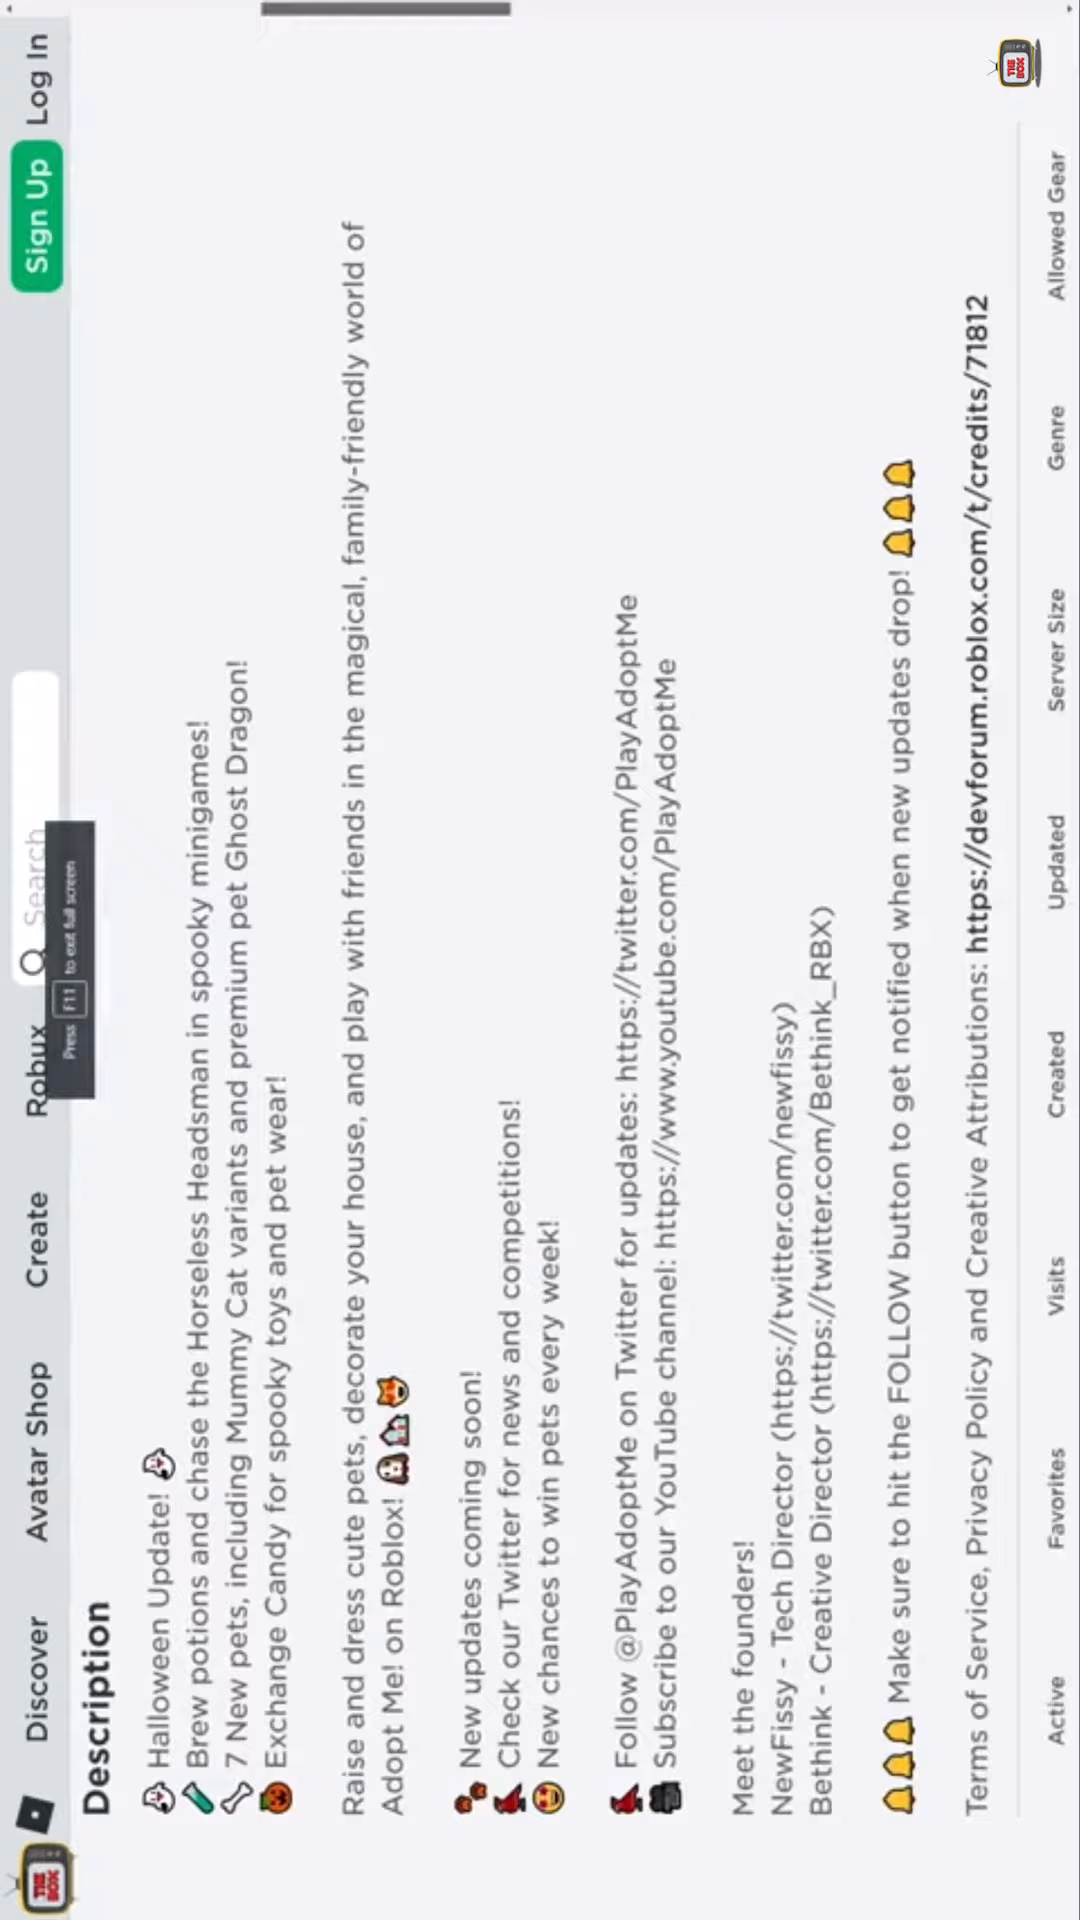 Discover Avatar Shop Create Robux Search Sign Up Log In
Press F11 to exit full screen
Description
👻 Halloween Update! 👻
🧪 Brew potions and chase the Horseless Headsman in spooky minigames!
🦴 7 New pets, including Mummy Cat variants and premium pet Ghost Dragon!
🎃 Exchange Candy for spooky toys and pet wear!
Raise and dress cute pets, decorate your house, and play with friends in the magical, family-friendly world of
Adopt Me! on Roblox! 🐶🏘️🦊
🐾 New updates coming soon!
🐦 Check our Twitter for news and competitions!
😍 New chances to win pets every week!
🐦 Follow @PlayAdoptMe on Twitter for updates: https://twitter.com/PlayAdoptMe
🎥 Subscribe to our YouTube channel: https://www.youtube.com/PlayAdoptMe
Meet the founders!
NewFissy - Tech Director (https://twitter.com/newfissy)
Bethink - Creative Director (https://twitter.com/Bethink_RBX)
🔔🔔🔔 Make sure to hit the FOLLOW button to get notified when new updates drop! 🔔🔔🔔
Terms of Service, Privacy Policy and Creative Attributions: https://devforum.roblox.com/t/credits/71812
Active Favorites Visits Created Updated Server Size Genre Allowed Gear
THE BOX
THE BOX